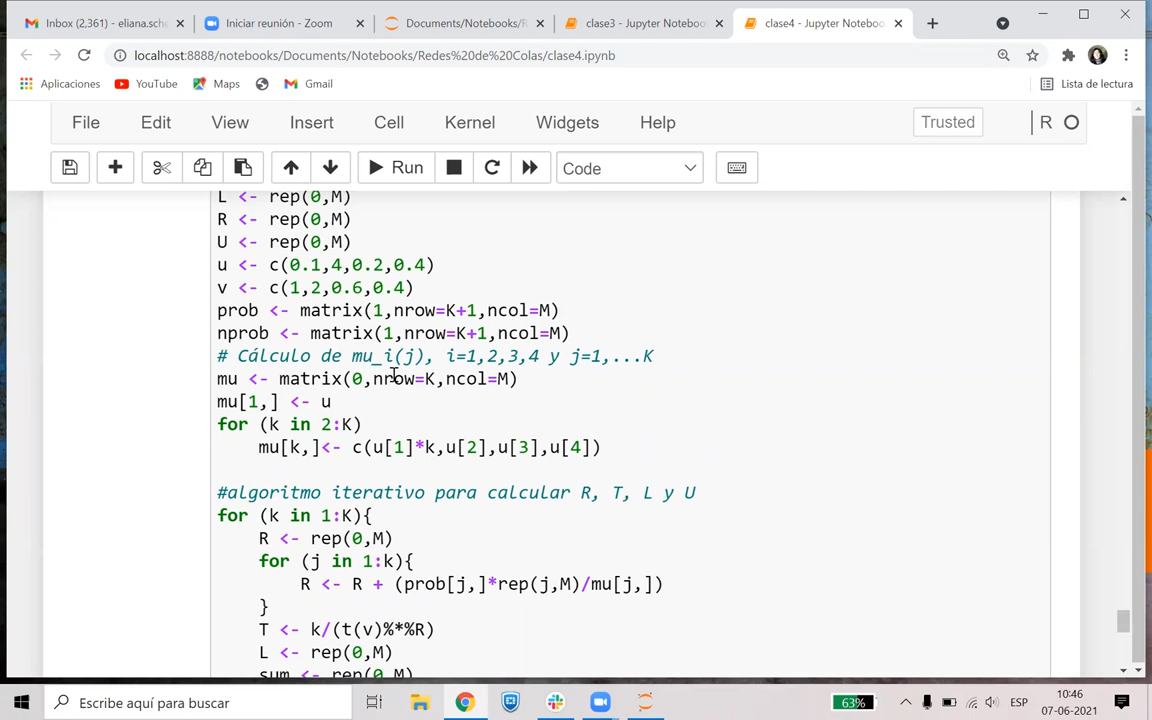 Inbox (2,361) - eliana.sche
Iniciar reunión - Zoom
Documents/Notebooks/R
clase3 - Jupyter Noteboo
clase4 - Jupyter Noteboo
localhost:8888/notebooks/Documents/Notebooks/Redes%20de%20Colas/clase4.ipynb
Aplicaciones
YouTube
Maps
Gmail
Lista de lectura
File Edit View Insert Cell Kernel Widgets Help
Trusted
R
Run
Code
L <- rep(0,M)
R <- rep(0,M)
U <- rep(0,M)
u <- c(0.1,4,0.2,0.4)
v <- c(1,2,0.6,0.4)
prob <- matrix(1,nrow=K+1,ncol=M)
nprob <- matrix(1,nrow=K+1,ncol=M)
# Cálculo de mu_i(j), i=1,2,3,4 y j=1,...K
mu <- matrix(0,nrow=K,ncol=M)
mu[1,] <- u
for (k in 2:K)
mu[k,]<- c(u[1]*k,u[2],u[3],u[4])
#algoritmo iterativo para calcular R, T, L y U
for (k in 1:K){
R <- rep(0,M)
for (j in 1:k){
R <- R + (prob[j,]*rep(j,M)/mu[j,])
}
T <- k/(t(v)%*%R)
L <- rep(0,M)
sum <- rep(0,M)
Escribe aquí para buscar
63%
ESP
10:46
07-06-2021